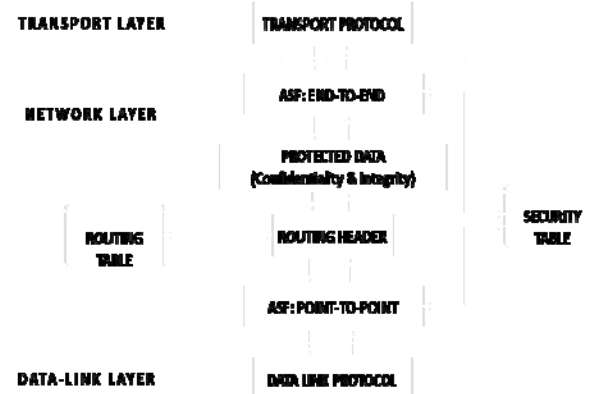 TRANSPORT LAYER
TRANSPORT PROTOCOL
ASF: END-TO-END
NETWORK LAYER
PROTECTED DATA
(Confidentiality & Integrity)
ROUTING
TABLE
ROUTING HEADER
SECURITY
TABLE
ASF: POINT-TO-POINT
DATA-LINK LAYER
DATA LINK PROTOCOL